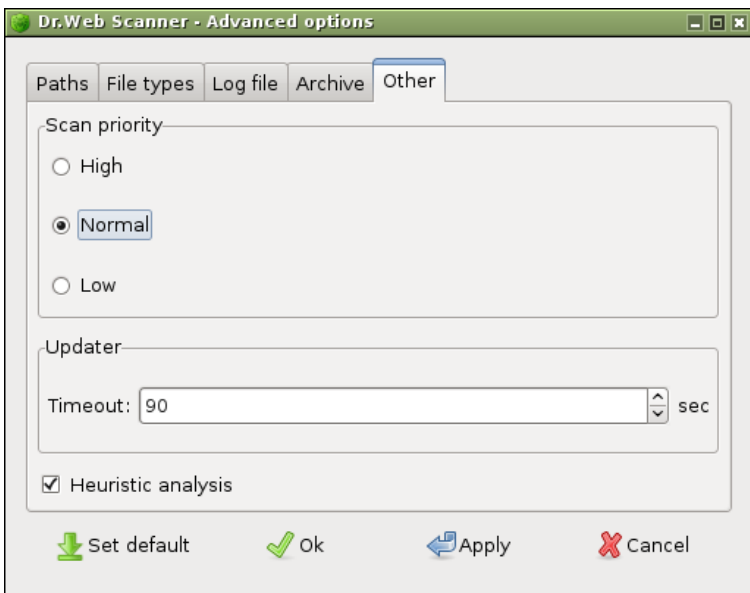 Dr.Web Scanner - Advanced options
Paths File types Log file Archive Other
Scan priority
High
Normal
Low
Updater
Timeout: 90 sec
Heuristic analysis
Set default Ok Apply Cancel